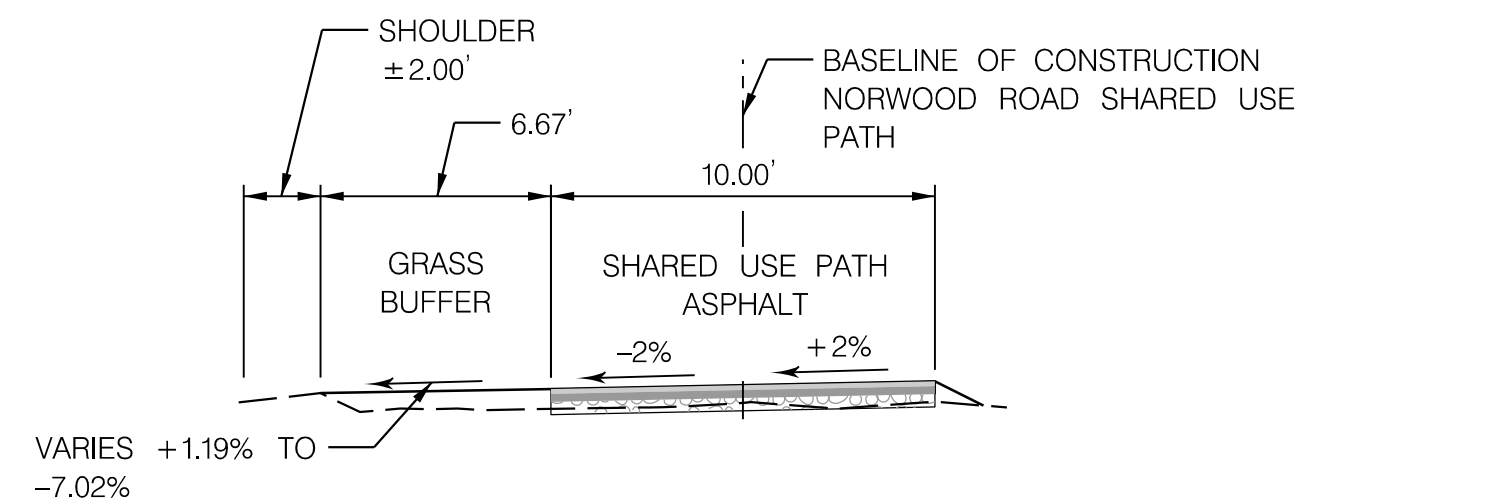 SHOULDER
±2.00'
6.67'
BASELINE OF CONSTRUCTION
NORWOOD ROAD SHARED USE
PATH
10.00'
GRASS
BUFFER
SHARED USE PATH
ASPHALT
-2%
+2%
VARIES +1.19% TO
-7.02%